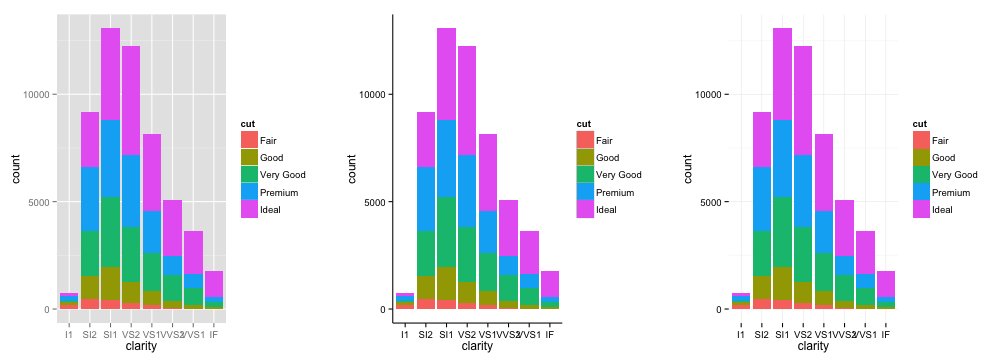 10000
5000
0
count
I1 SI2 SI1 VS2 VS1 VVS2 VVS1 IF
clarity
cut
Fair
Good
Very Good
Premium
Ideal
10000
5000
0
count
I1 SI2 SI1 VS2 VS1 VVS2 VVS1 IF
clarity
cut
Fair
Good
Very Good
Premium
Ideal
10000
5000
0
count
I1 SI2 SI1 VS2 VS1 VVS2 VVS1 IF
clarity
cut
Fair
Good
Very Good
Premium
Ideal